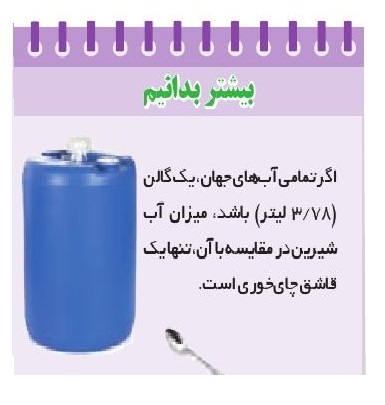 بیشتر بدانیم
اگر تمامی آب‌های جهان، یک گالن
(۳/۷۸ لیتر) باشد، میزان آب
شیرین در مقایسه با آن، تنها یک
قاشق چای‌خوری است.